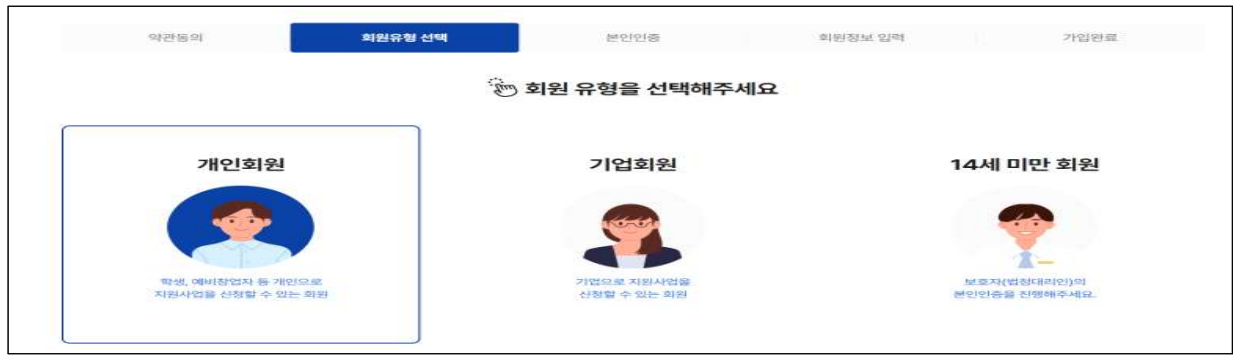 약관동의
회원유형 선택
본인인증
회원정보 입력
가입완료
회원 유형을 선택해주세요
개인회원
학생, 예비창업자 등 개인으로
지원사업을 신청할 수 있는 회원
기업회원
기업으로 지원사업을
신청할 수 있는 회원
14세 미만 회원
보호자(법정대리인)의
본인인증을 진행해주세요.